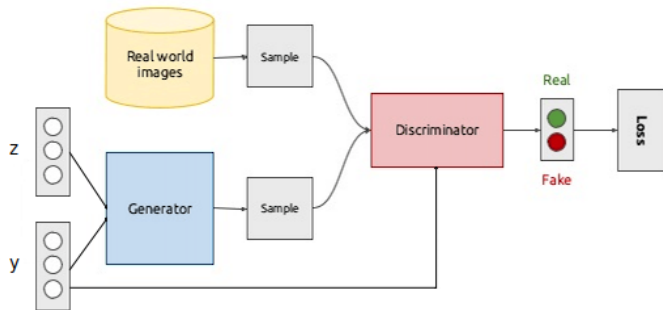 Real world
images
Sample
Real
Discriminator
Loss
Fake
z
Generator
Sample
y